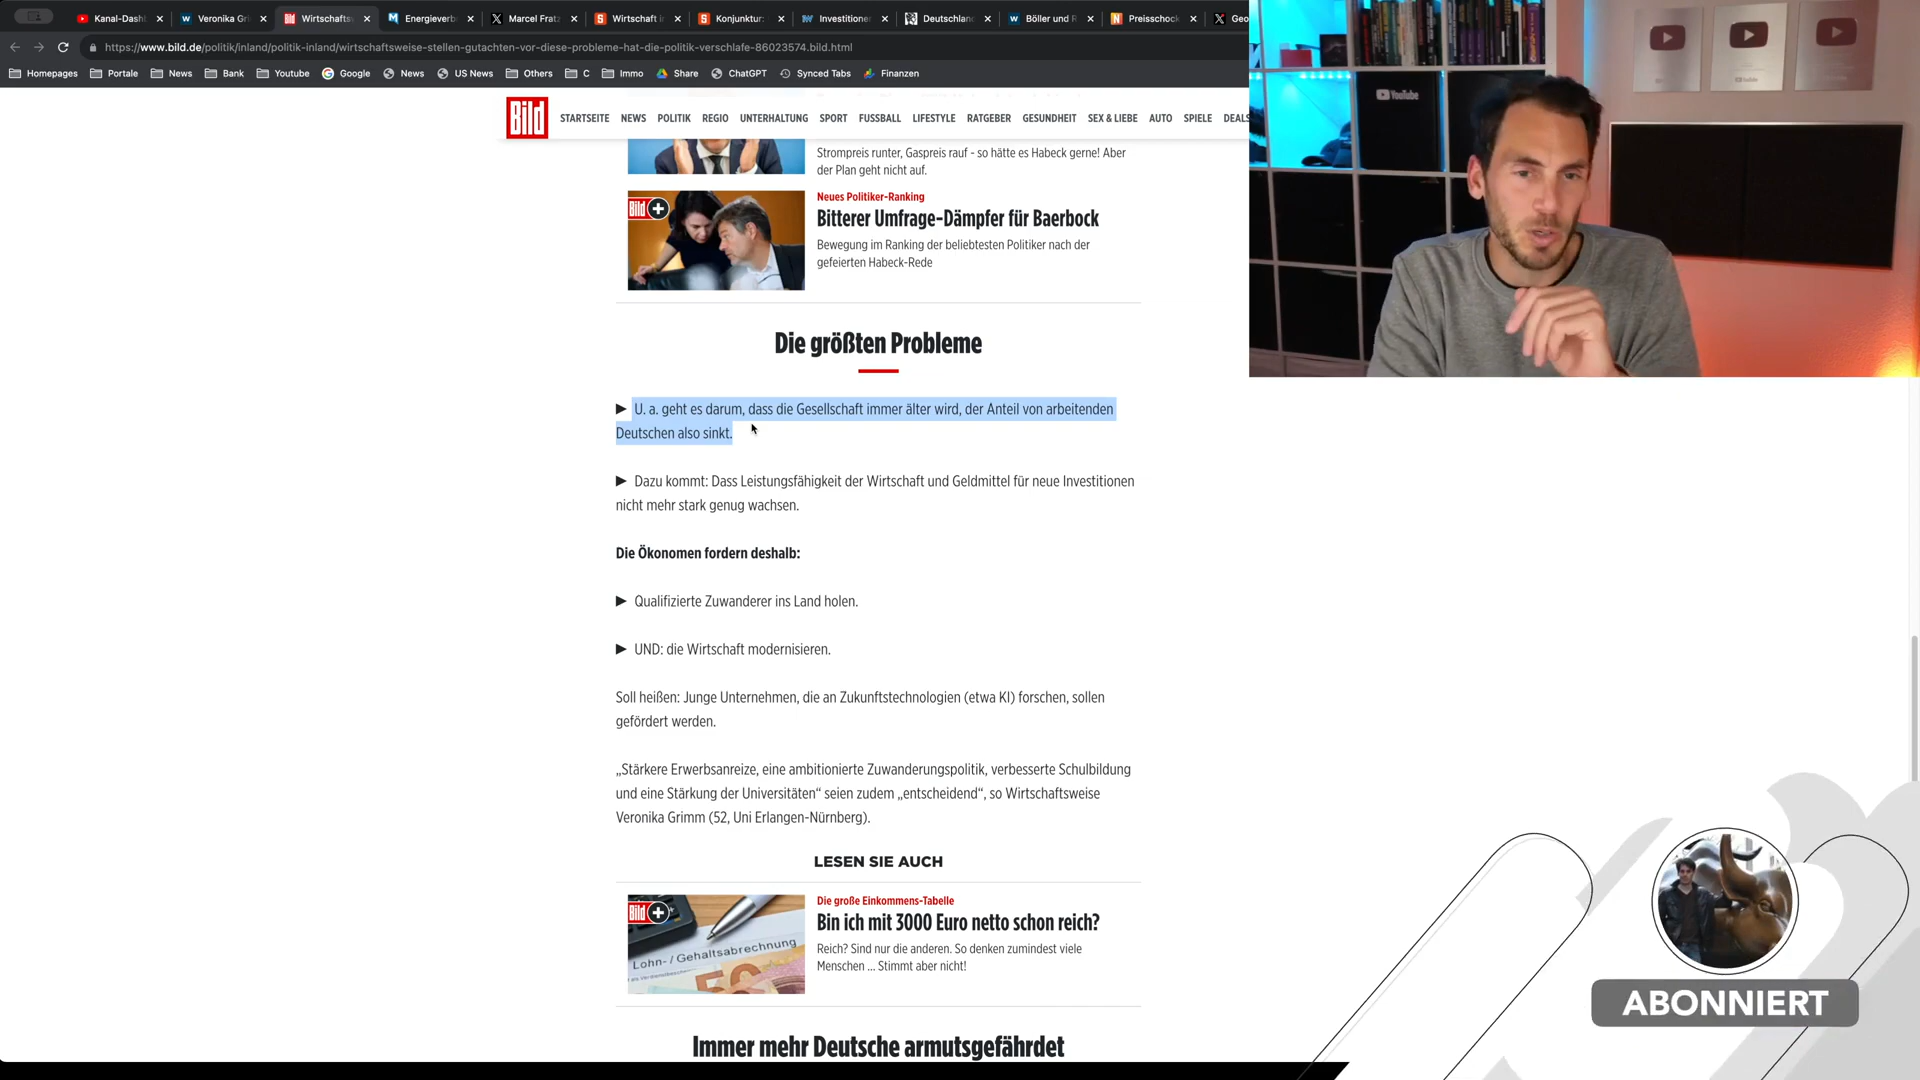 Kanal-Dash
Veronika Gri
Wirtschafts
Energieverb
Marcel Fratz
Wirtschaft i
Konjunktur:
Investitione
Deutschlan
Böller und R
Preisschock
Geo
https://www.bild.de/politik/inland/politik-inland/wirtschaftsweise-stellen-gutachten-vor-diese-probleme-hat-die-politik-verschlafe-86023574.bild.html
Homepages
Portale
News
Bank
Youtube
Google
News
US News
Others
C
Immo
Share
ChatGPT
Synced Tabs
Finanzen
YouTube
Bild
STARTSEITE NEWS POLITIK REGIO UNTERHALTUNG SPORT FUSSBALL LIFESTYLE RATGEBER GESUNDHEIT SEX & LIEBE AUTO SPIELE DEALS
Strompreis runter, Gaspreis rauf - so hätte es Habeck gerne! Aber
der Plan geht nicht auf.
Bild
Neues Politiker-Ranking
Bitterer Umfrage-Dämpfer für Baerbock
Bewegung im Ranking der beliebtesten Politiker nach der
gefeierten Habeck-Rede
Die größten Probleme
► U. a. geht es darum, dass die Gesellschaft immer älter wird, der Anteil von arbeitenden
Deutschen also sinkt.
► Dazu kommt: Dass Leistungsfähigkeit der Wirtschaft und Geldmittel für neue Investitionen
nicht mehr stark genug wachsen.
Die Ökonomen fordern deshalb:
► Qualifizierte Zuwanderer ins Land holen.
► UND: die Wirtschaft modernisieren.
Soll heißen: Junge Unternehmen, die an Zukunftstechnologien (etwa KI) forschen, sollen
gefördert werden.
„Stärkere Erwerbsanreize, eine ambitionierte Zuwanderungspolitik, verbesserte Schulbildung
und eine Stärkung der Universitäten“ seien zudem „entscheidend“, so Wirtschaftsweise
Veronika Grimm (52, Uni Erlangen-Nürnberg).
LESEN SIE AUCH
Bild
Lohn- / Gehaltsabrechnung
Die große Einkommens-Tabelle
Bin ich mit 3000 Euro netto schon reich?
Reich? Sind nur die anderen. So denken zumindest viele
Menschen ... Stimmt aber nicht!
Immer mehr Deutsche armutsgefährdet
ABONNIERT